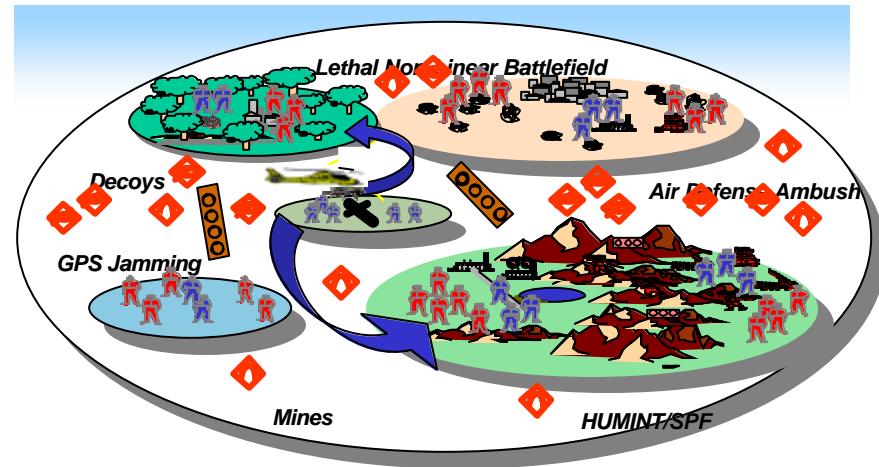 Lethal Nonlinear Battlefield
Decoys
Air Defense Ambush
GPS Jamming
Mines
HUMINT/SPF